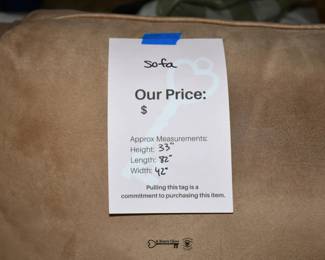 Sofa
Our Price:
$
Approx Measurements:
Height: 33"
Length: 82"
Width: 42"
Pulling this tag is a
commitment to purchasing this item.